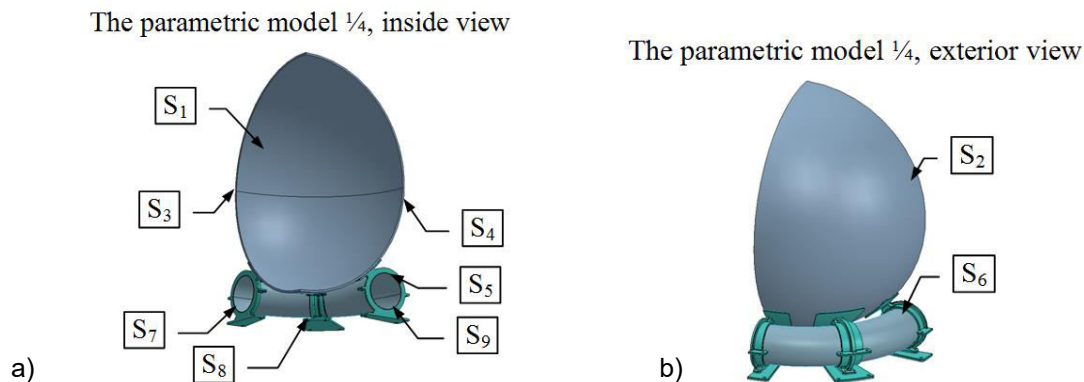 The parametric model ¼, inside view
The parametric model ¼, exterior view
S₁
S₂
S₃
S₄
S₅
S₆
S₇
S₈
S₉
a)
b)